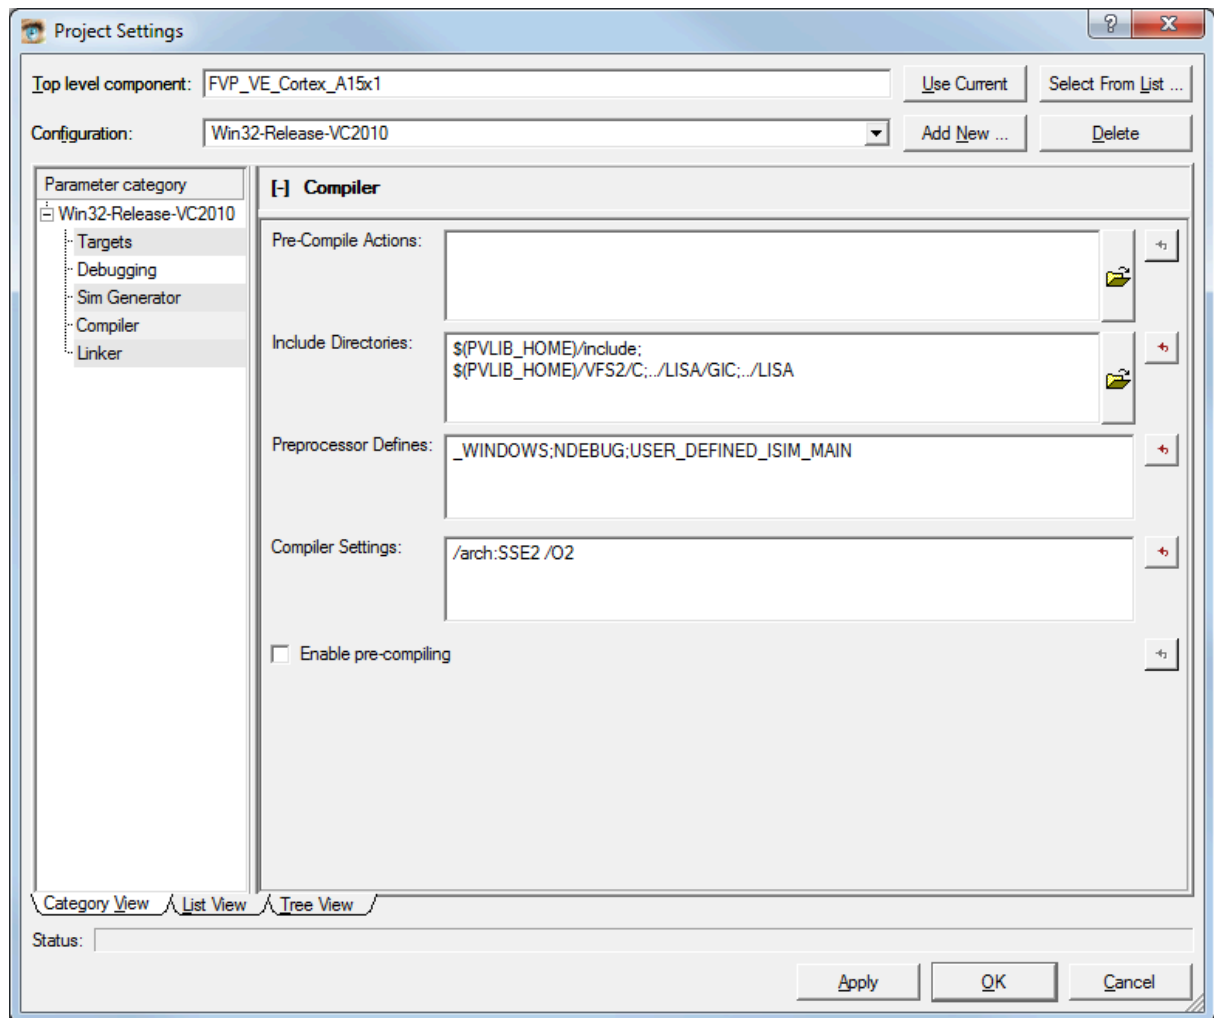 Project Settings
Top level component: FVP_VE_Cortex_A15x1 Use Current Select From List ...
Configuration: Win32-Release-VC2010 Add New ... Delete
Parameter category
Win32-Release-VC2010
Targets
Debugging
Sim Generator
Compiler
Linker
[-] Compiler
Pre-Compile Actions:
Include Directories: $(PVLIB_HOME)/include;
$(PVLIB_HOME)/VFS2/C;../LISA/GIC;../LISA
Preprocessor Defines: _WINDOWS;NDEBUG;USER_DEFINED_ISIM_MAIN
Compiler Settings: /arch:SSE2 /O2
Enable pre-compiling
Category View List View Tree View
Status:
Apply OK Cancel